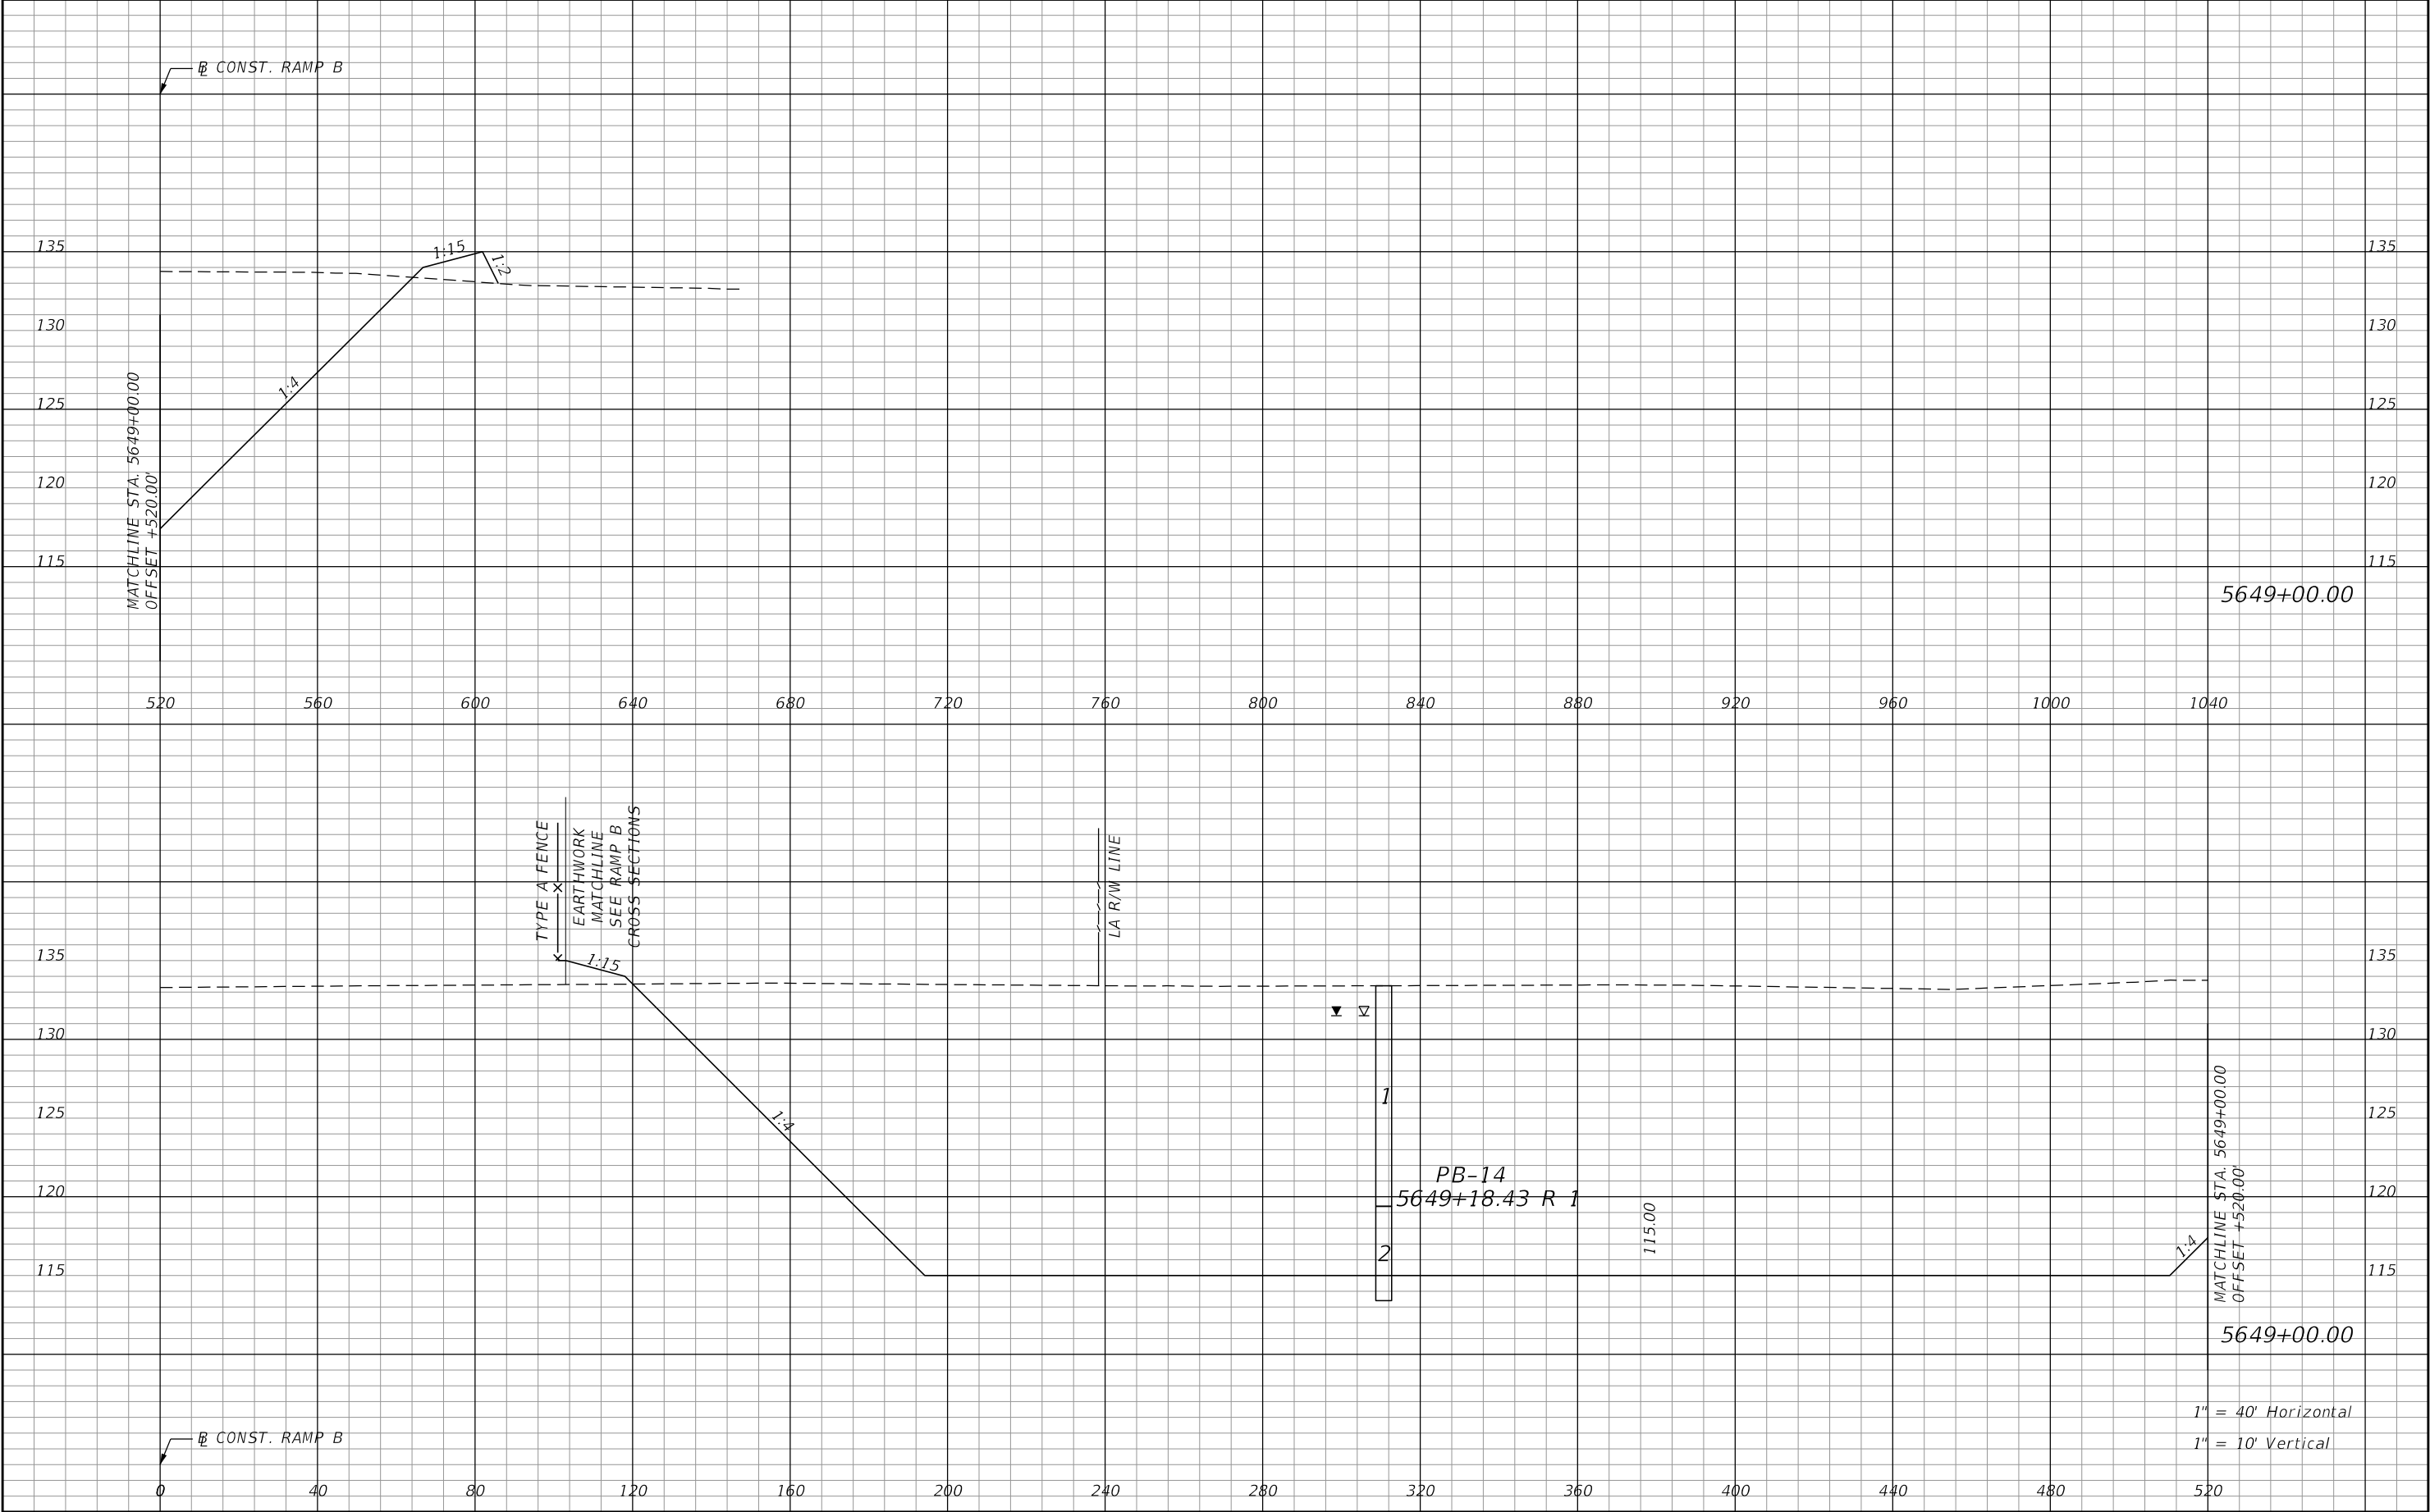 BL CONST. RAMP B
135 1:15 1:2 135
130 130
1:4
125 125
120 120
115 115
MATCHLINE STA. 5649+00.00
OFFSET +520.00'
5649+00.00
520 560 600 640 680 720 760 800 840 880 920 960 1000 1040
TYPE A FENCE
EARTHWORK
MATCHLINE
SEE RAMP B
CROSS SECTIONS
LA R/W LINE
135 1:15 135
130 130
1
125 1:4 125
PB-14
5649+18.43 R 1
120 120
115.00
2
1:4
115 115
MATCHLINE STA. 5649+00.00
OFFSET +520.00'
5649+00.00
1" = 40' Horizontal
1" = 10' Vertical
BL CONST. RAMP B
0 40 80 120 160 200 240 280 320 360 400 440 480 520